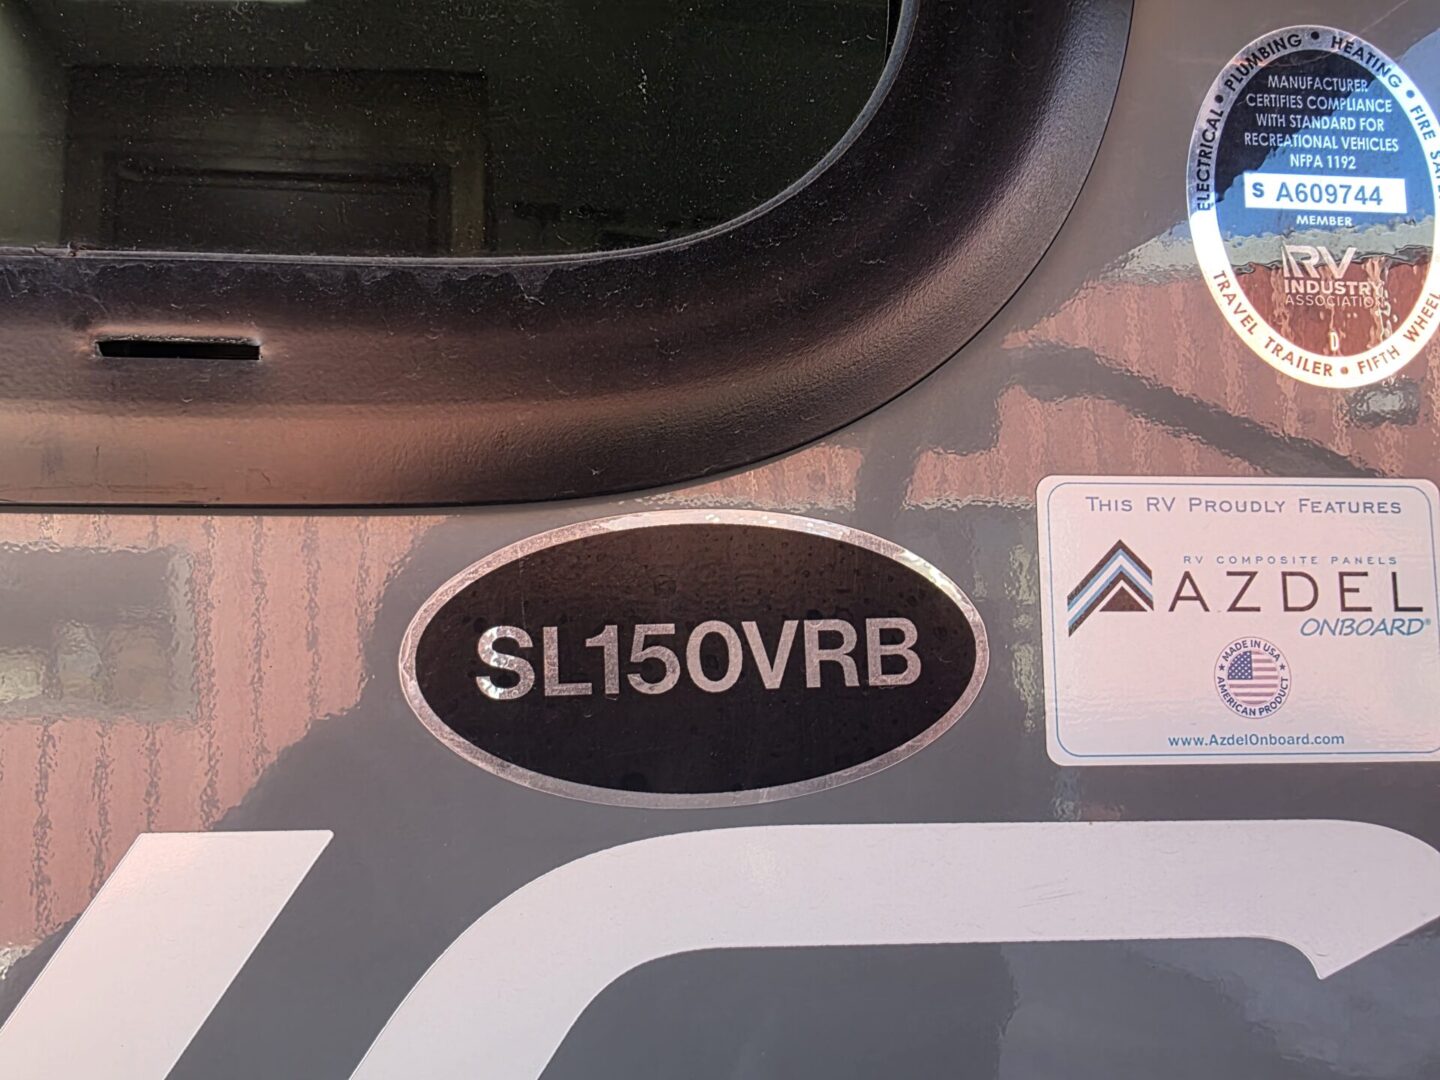 ELECTRICAL • PLUMBING • HEATING • FIRE
MANUFACTURER
CERTIFIES COMPLIANCE
WITH STANDARD FOR
RECREATIONAL VEHICLES
NFPA 1192
S A609744
MEMBER
RV
INDUSTRY
ASSOCIATION
D
TRAVEL TRAILER • FIFTH WHEEL
THIS RV PROUDLY FEATURES
RV COMPOSITE PANELS
AZDEL
ONBOARD®
★ MADE IN USA ★
AMERICAN PRODUCT
www.AzdelOnboard.com
SL150VRB